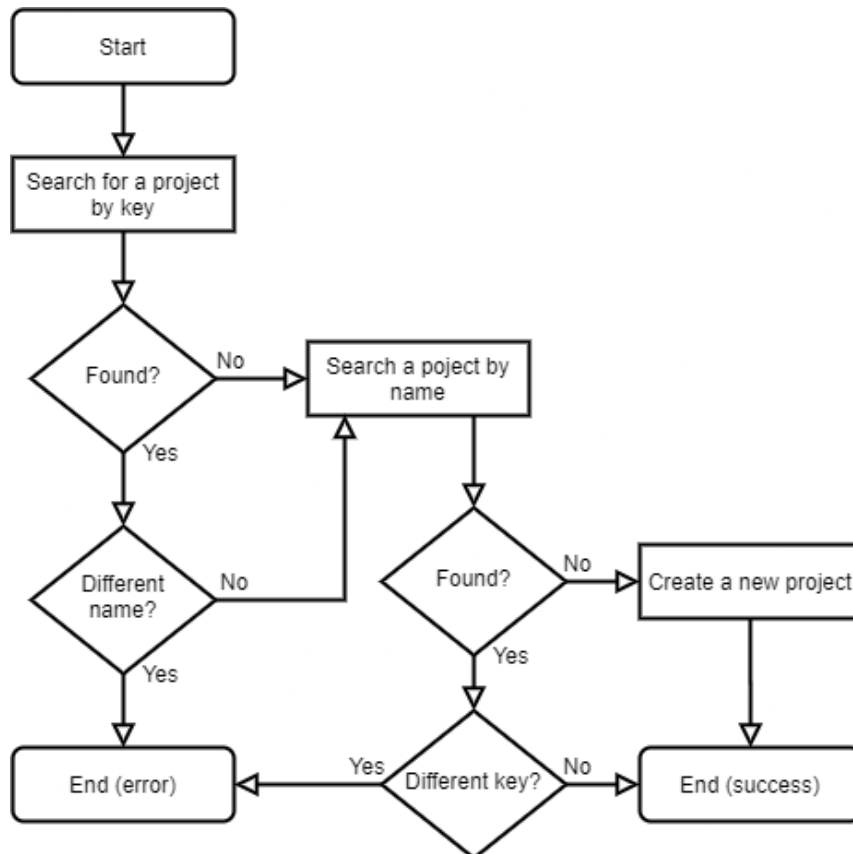 Start
Search for a project
by key
Found?
No
Search a poject by
name
Yes
Different
name?
No
Found?
No
Create a new project
Yes
Yes
End (error)
Yes
Different key?
No
End (success)